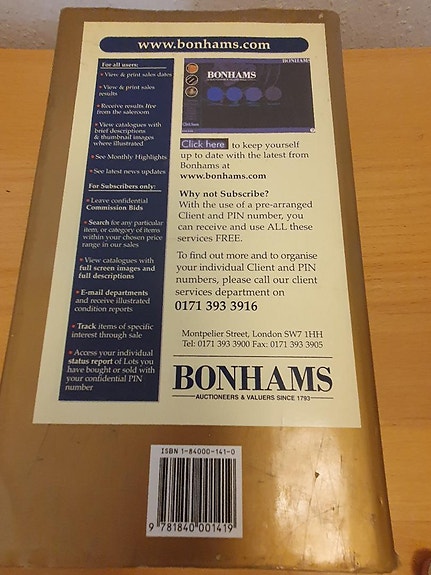 www.bonhams.com
For all users:
• View & print sales dates
• View & print sales
results
• Receive results live
from the saleroom
• View catalogues with
brief descriptions
& thumbnail images
where illustrated
• See Monthly Highlights
• See latest news updates
For Subscribers only:
• Leave confidential
Commission Bids
• Search for any particular
item, or category of items
within your chosen price
range in our sales
• View catalogues with
full screen images and
full descriptions
• E-mail departments
and receive illustrated
condition reports
• Track items of specific
interest through sale
• Access your individual
status report of Lots you
have bought or sold with
your confidential PIN
number
BONHAMS
BONHAMS
Click here
Click here to keep yourself
up to date with the latest from
Bonhams at
www.bonhams.com
Why not Subscribe?
With the use of a pre-arranged
Client and PIN number, you
can receive and use ALL these
services FREE.
To find out more and to organise
your individual Client and PIN
numbers, please call our client
services department on
0171 393 3916
Montpelier Street, London SW7 1HH
Tel: 0171 393 3900 Fax: 0171 393 3905
BONHAMS
AUCTIONEERS & VALUERS SINCE 1793
ISBN 1-84000-141-0
9 781840 001419